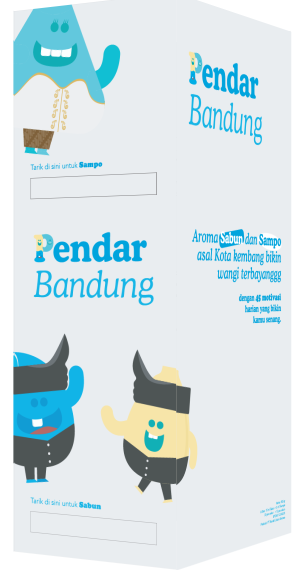 Tarik di sini untuk Sampo
Pendar
Bandung
Tarik di sini untuk Sabun
Pendar
Bandung
Aroma Sabun dan Sampo
asal Kota kembang bikin
wangi terbayanggg
dengan 45 motivasi
harian yang bikin
kamu senang.